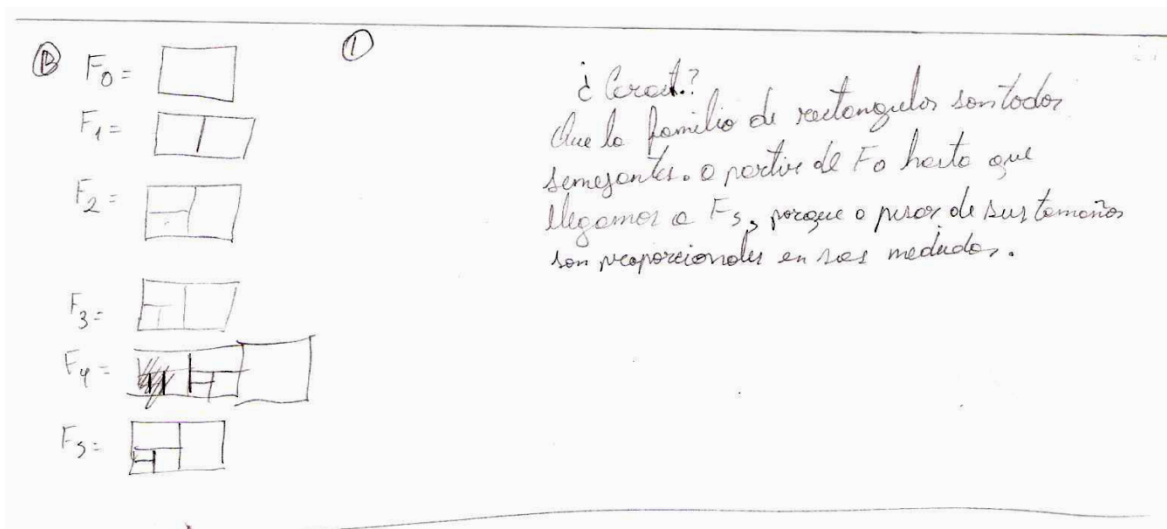 B
F0 =
F1 =
F2 =
F3 =
F4 =
F5 =
1
¿Caract.?
Que la familia de rectangulos son todos
semejantes. a partir de F0 hasta que
llegamos a F5, porque a pesar de sus tamaños
son proporcionales en sus medidas.